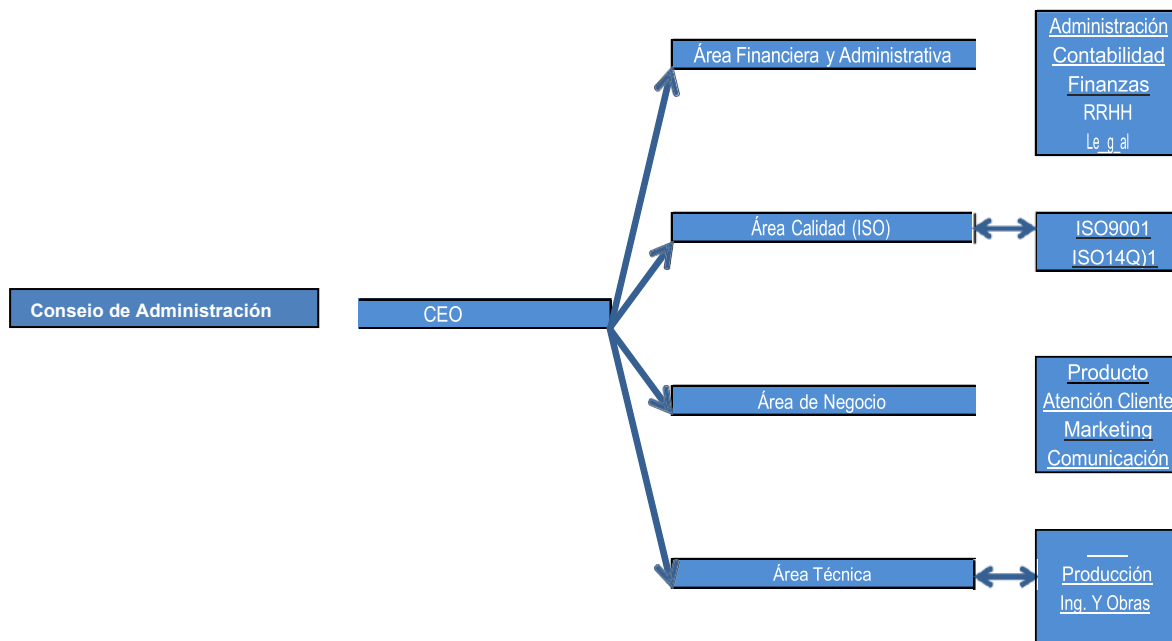 Conseio de Administración
CEO
Área Financiera y Administrativa
Administración
Contabilidad
Finanzas
RRHH
Le_g_al
Área Calidad (ISO)
ISO9001
ISO14Q)1
Área de Negocio
Producto
Atención Cliente
Marketing
Comunicación
Área Técnica
Producción
Ing. Y Obras